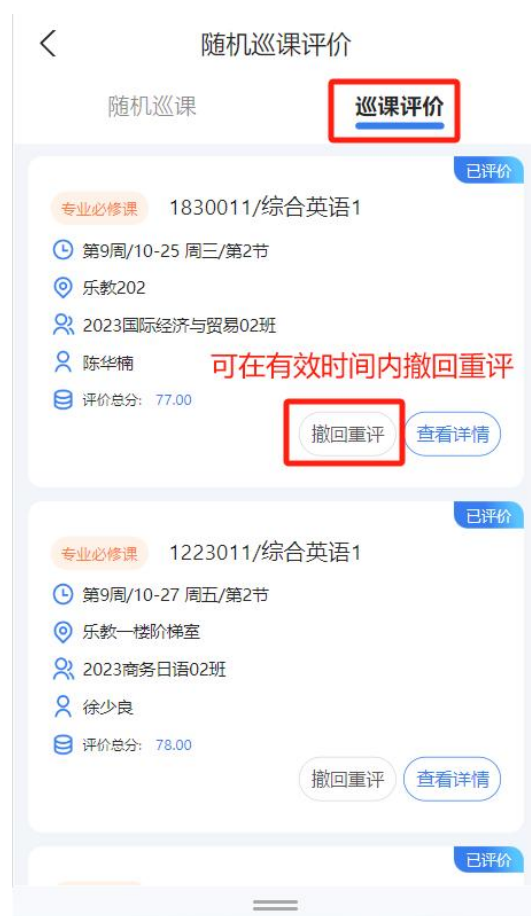 随机巡课评价
随机巡课
巡课评价
已评价
专业必修课 1830011/综合英语1
第9周/10-25 周三/第2节
乐教202
2023国际经济与贸易02班
陈华楠
可在有效时间内撤回重评
评价总分: 77.00
撤回重评 查看详情
已评价
专业必修课 1223011/综合英语1
第9周/10-27 周五/第2节
乐教一楼阶梯室
2023商务日语02班
徐少良
评价总分: 78.00
撤回重评 查看详情
已评价